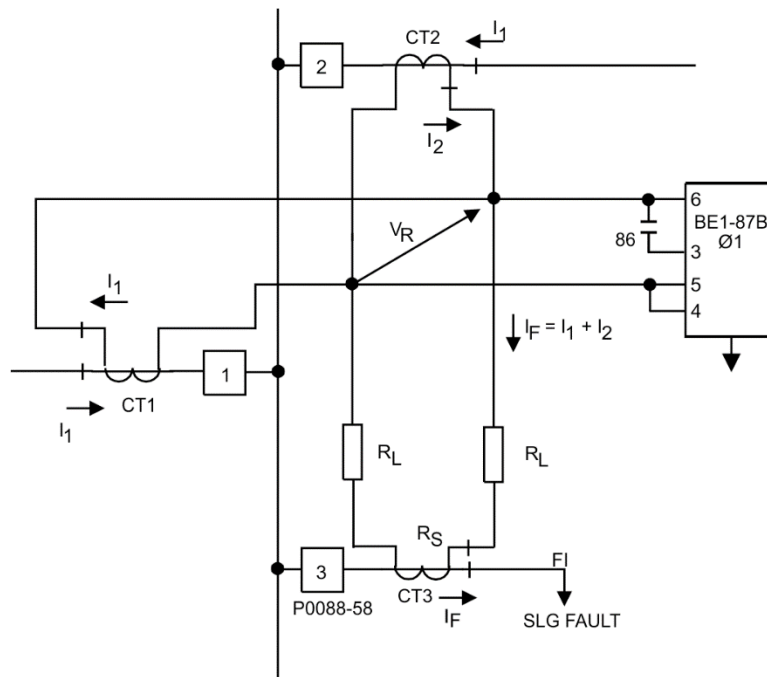 CT2
I1
2
I2
6
BE1-87B
Ø1
86
3
VR
5
4
I1
IF = I1 + I2
1
CT1
I1
RL
RL
RS
3
FI
P0088-58
CT3
IF
SLG FAULT